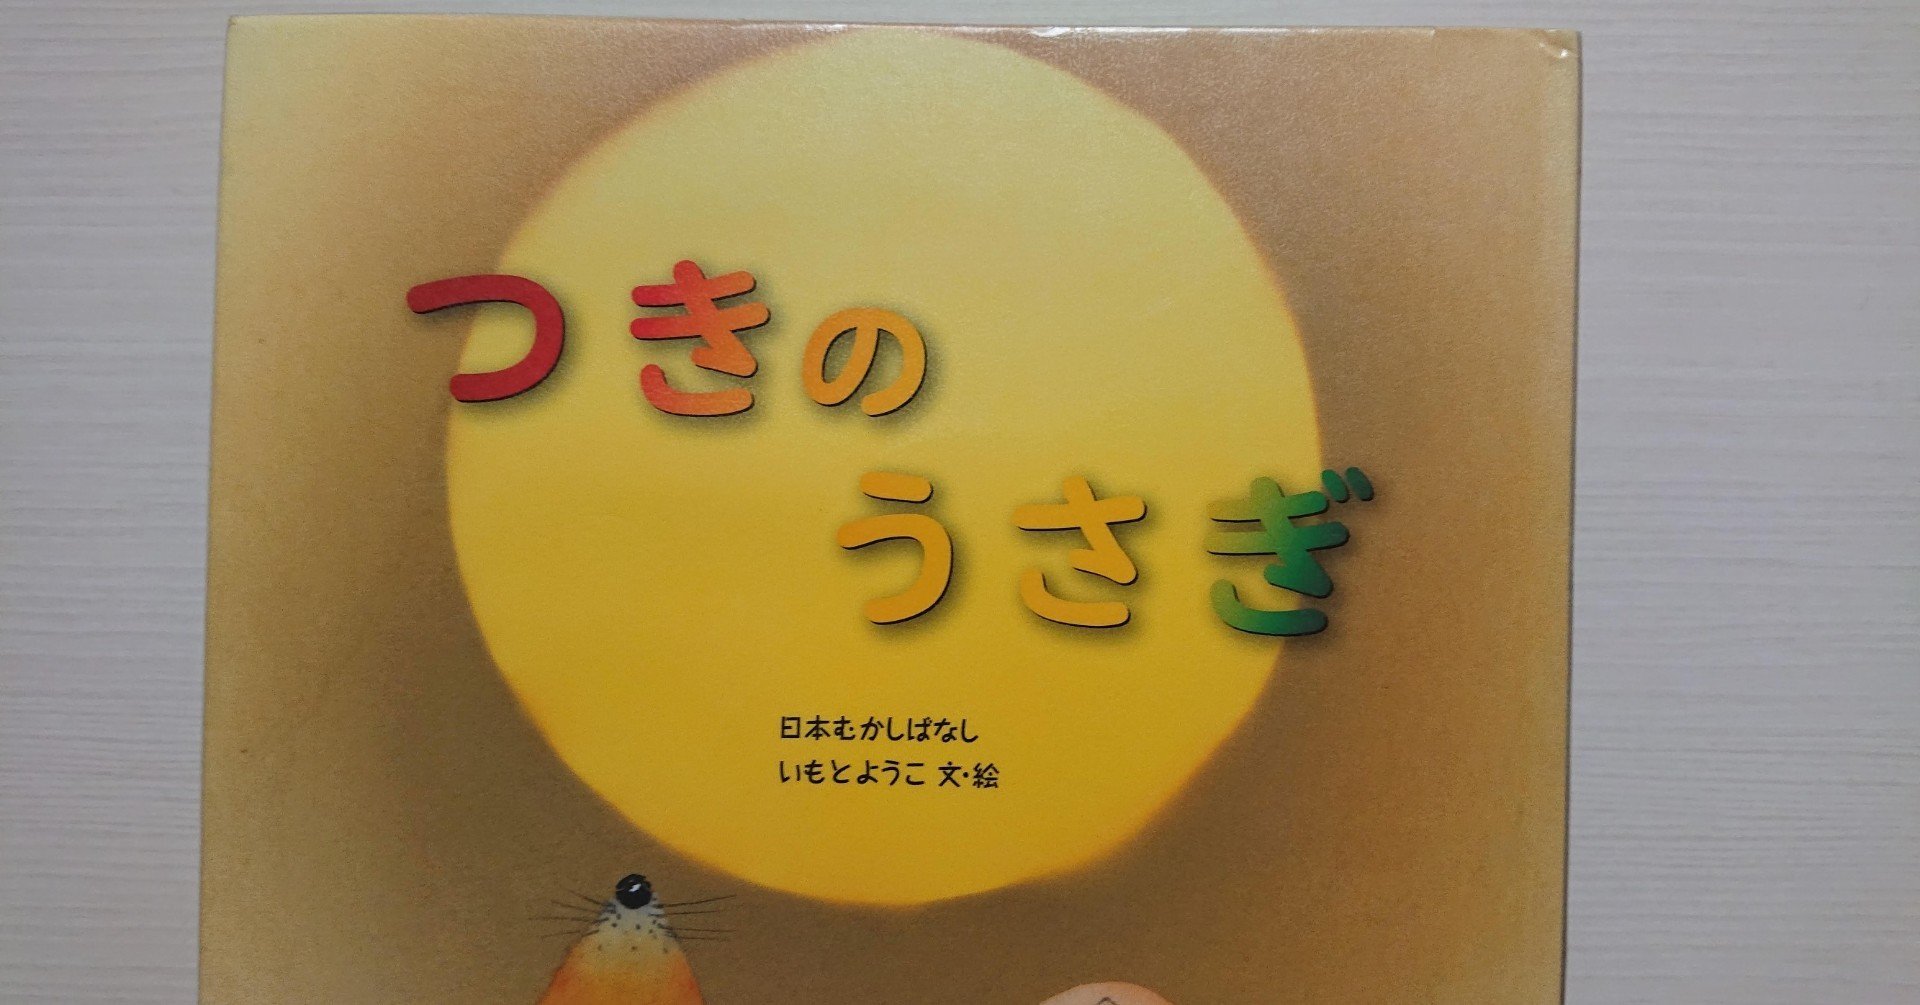 つきの
うさぎ
日本むかしばなし
いもとようこ 文・絵